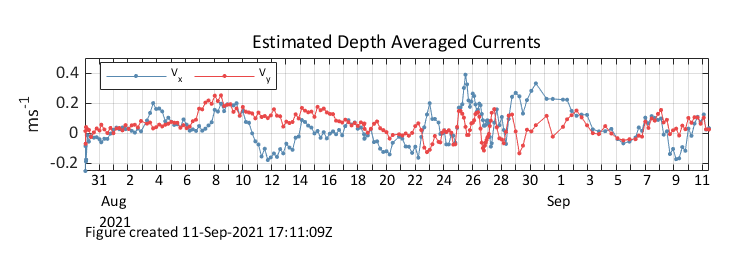 Estimated Depth Averaged Currents
Vx Vy
ms-1
0.4
0.2
0
-0.2
31 2 4 6 8 10 12 14 16 18 20 22 24 26 28 30 1 3 5 7 9 11
Aug Sep
2021
Figure created 11-Sep-2021 17:11:09Z